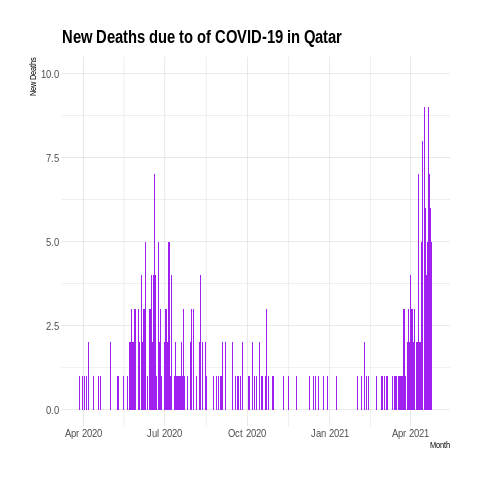 New Deaths due to of COVID-19 in Qatar
New Deaths
10.0
7.5
5.0
2.5
0.0
Apr 2020 Jul 2020 Oct 2020 Jan 2021 Apr 2021
Month